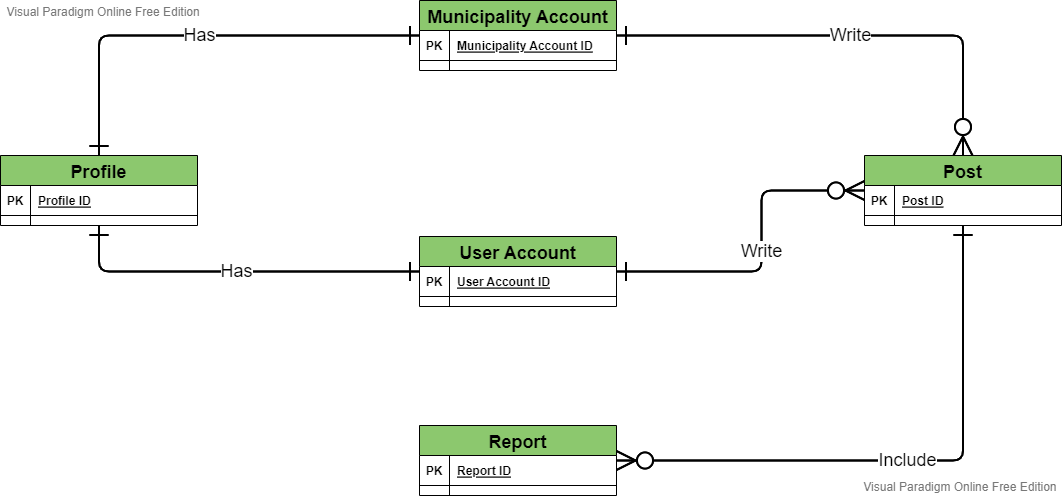 Visual Paradigm Online Free Edition
Municipality Account
PK Municipality Account ID
Has
Write
Profile
PK Profile ID
Post
PK Post ID
User Account
PK User Account ID
Has
Write
Report
PK Report ID
Include
Visual Paradigm Online Free Edition